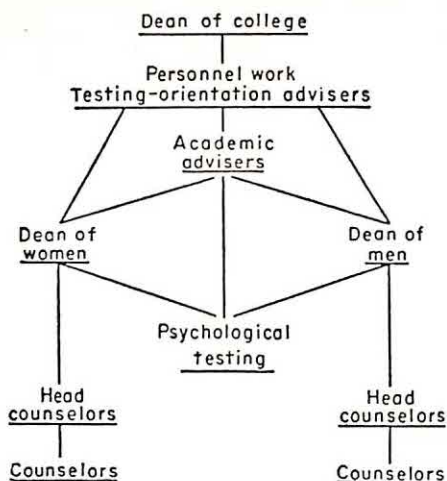 Dean of college
Personnel work
Testing-orientation advisers
Academic
advisers
Dean of
women
Dean of
men
Psychological
testing
Head
counselors
Head
counselors
Counselors
Counselors